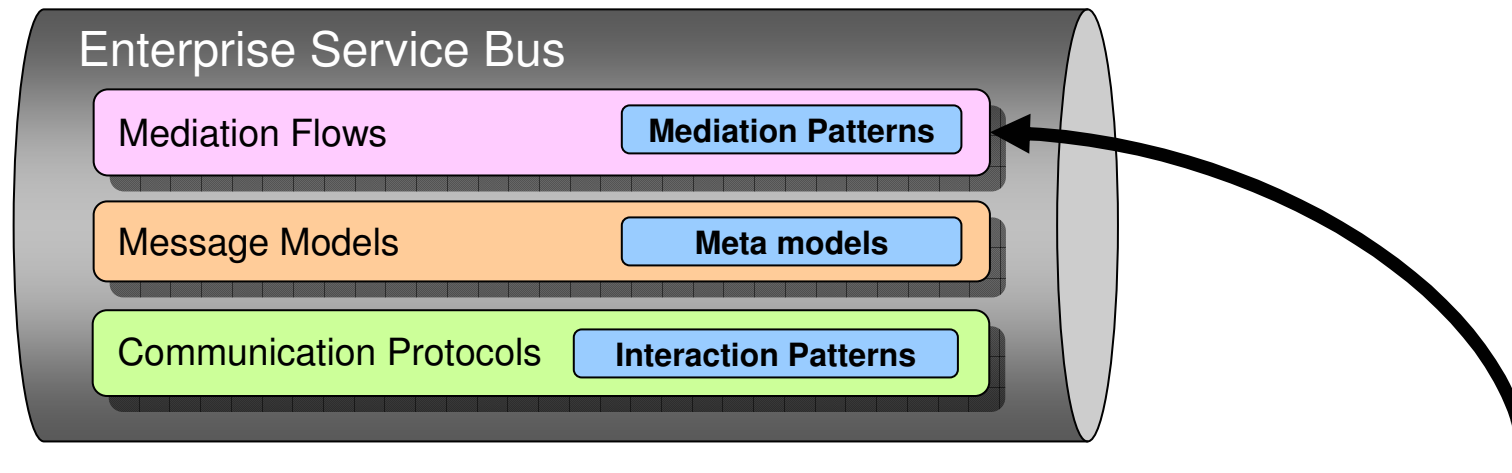 Enterprise Service Bus
Mediation Flows
Mediation Patterns
Message Models
Meta models
Communication Protocols
Interaction Patterns